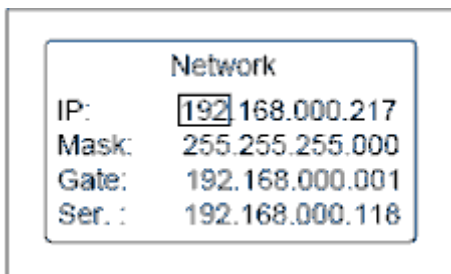 Network
IP: 192.168.000.217
Mask: 255.255.255.000
Gate: 192.168.000.001
Ser. : 192.168.000.118